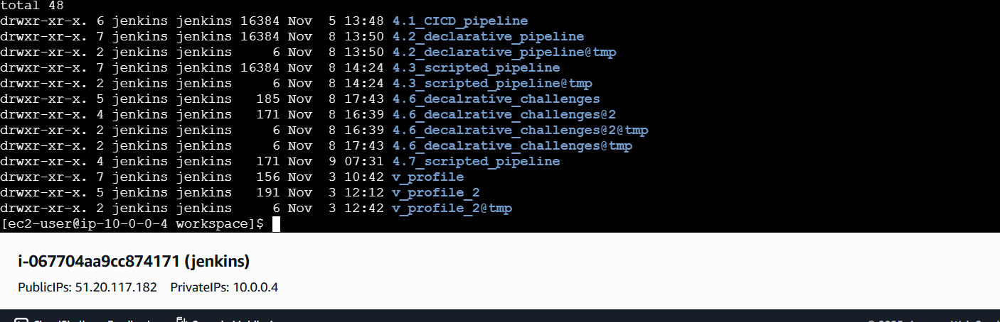 total 48
drwxr-xr-x. 6 jenkins jenkins 16384 Nov  5 13:48 4.1_CICD_pipeline
drwxr-xr-x. 7 jenkins jenkins 16384 Nov  8 13:50 4.2_declarative_pipeline
drwxr-xr-x. 2 jenkins jenkins     6 Nov  8 13:50 4.2_declarative_pipeline@tmp
drwxr-xr-x. 7 jenkins jenkins 16384 Nov  8 14:24 4.3_scripted_pipeline
drwxr-xr-x. 2 jenkins jenkins     6 Nov  8 14:24 4.3_scripted_pipeline@tmp
drwxr-xr-x. 5 jenkins jenkins   185 Nov  8 17:43 4.6_decalrative_challenges
drwxr-xr-x. 4 jenkins jenkins   171 Nov  8 16:39 4.6_decalrative_challenges@2
drwxr-xr-x. 2 jenkins jenkins     6 Nov  8 16:39 4.6_decalrative_challenges@2@tmp
drwxr-xr-x. 2 jenkins jenkins     6 Nov  8 17:43 4.6_decalrative_challenges@tmp
drwxr-xr-x. 4 jenkins jenkins   171 Nov  9 07:31 4.7_scripted_pipeline
drwxr-xr-x. 7 jenkins jenkins   156 Nov  3 10:42 v_profile
drwxr-xr-x. 5 jenkins jenkins   191 Nov  3 12:12 v_profile_2
drwxr-xr-x. 2 jenkins jenkins     6 Nov  3 12:42 v_profile_2@tmp
[ec2-user@ip-10-0-0-4 workspace]$
i-067704aa9cc874171 (jenkins)
PublicIPs: 51.20.117.182 PrivateIPs: 10.0.0.4